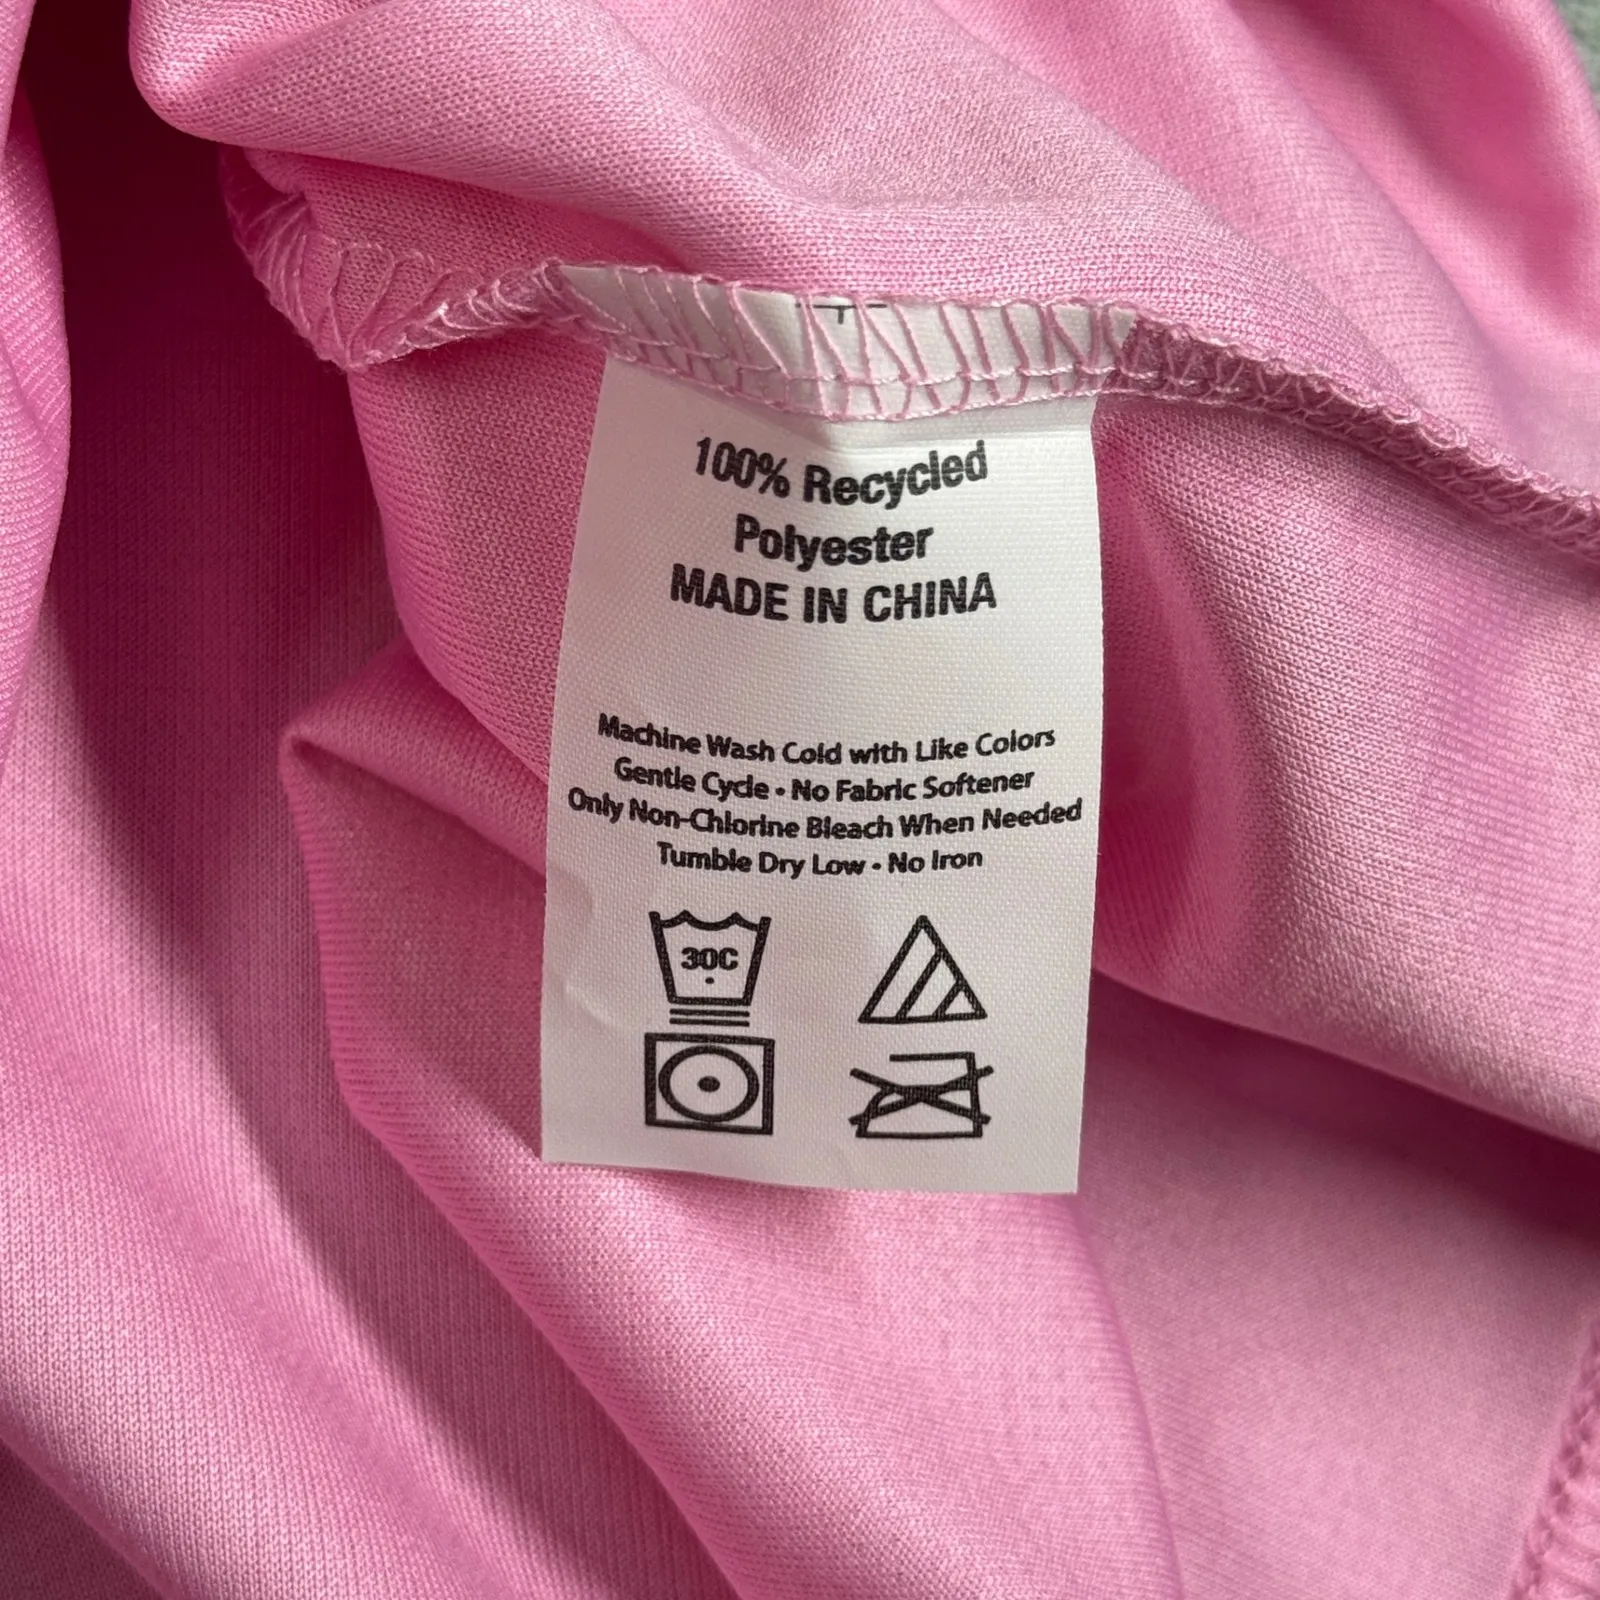 100% Recycled
Polyester
MADE IN CHINA
Machine Wash Cold with Like Colors
Gentle Cycle • No Fabric Softener
Only Non-Chlorine Bleach When Needed
Tumble Dry Low • No Iron
30C